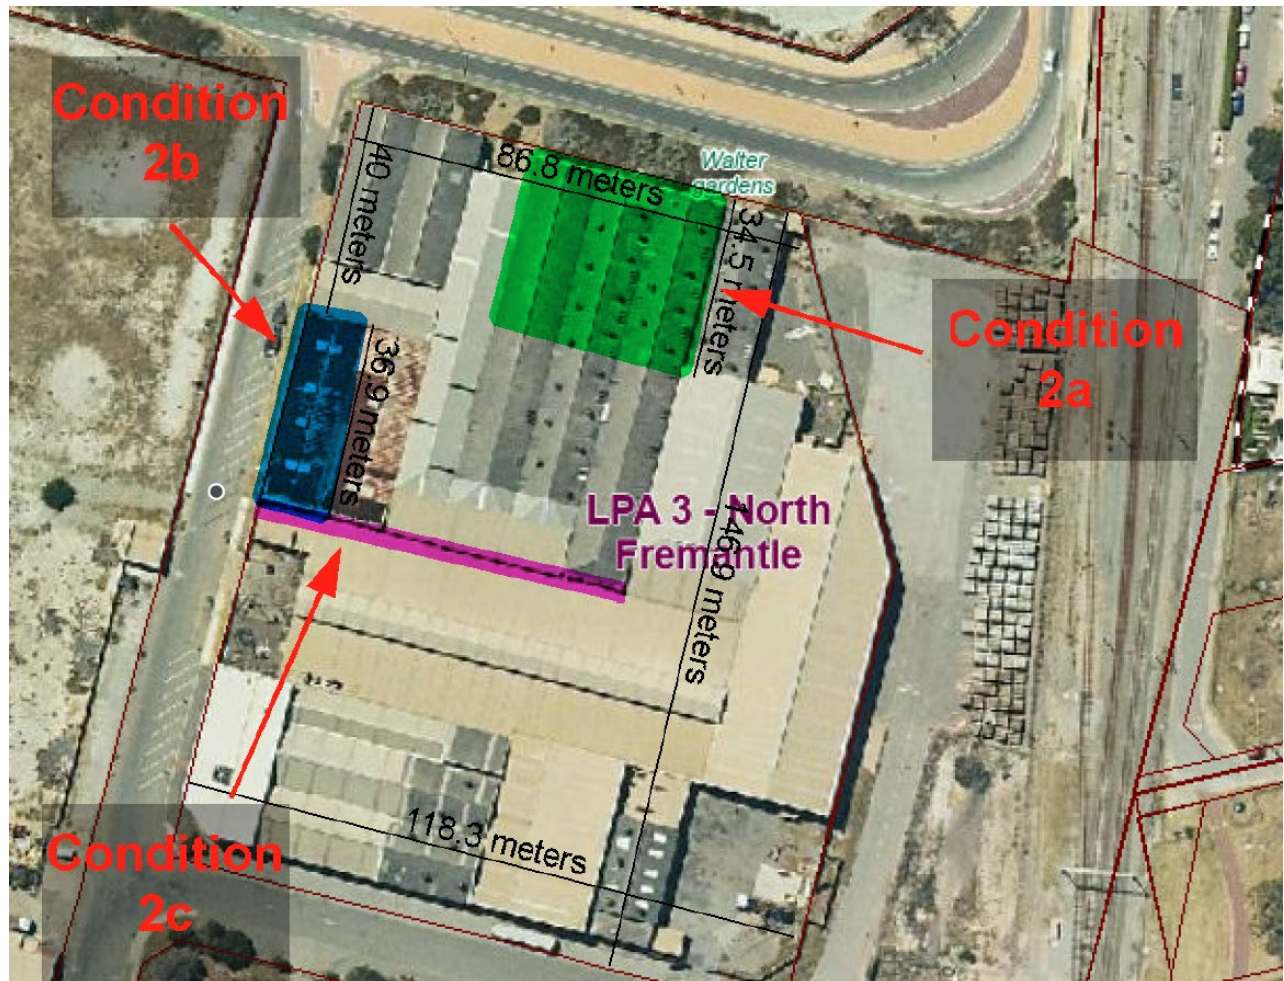 Condition
2b
40 meters
86.8 meters
Walter
gardens
34.5 meters
Condition
2a
36.9 meters
LPA 3 - North
Fremantle
146.9 meters
118.3 meters
Condition
2c